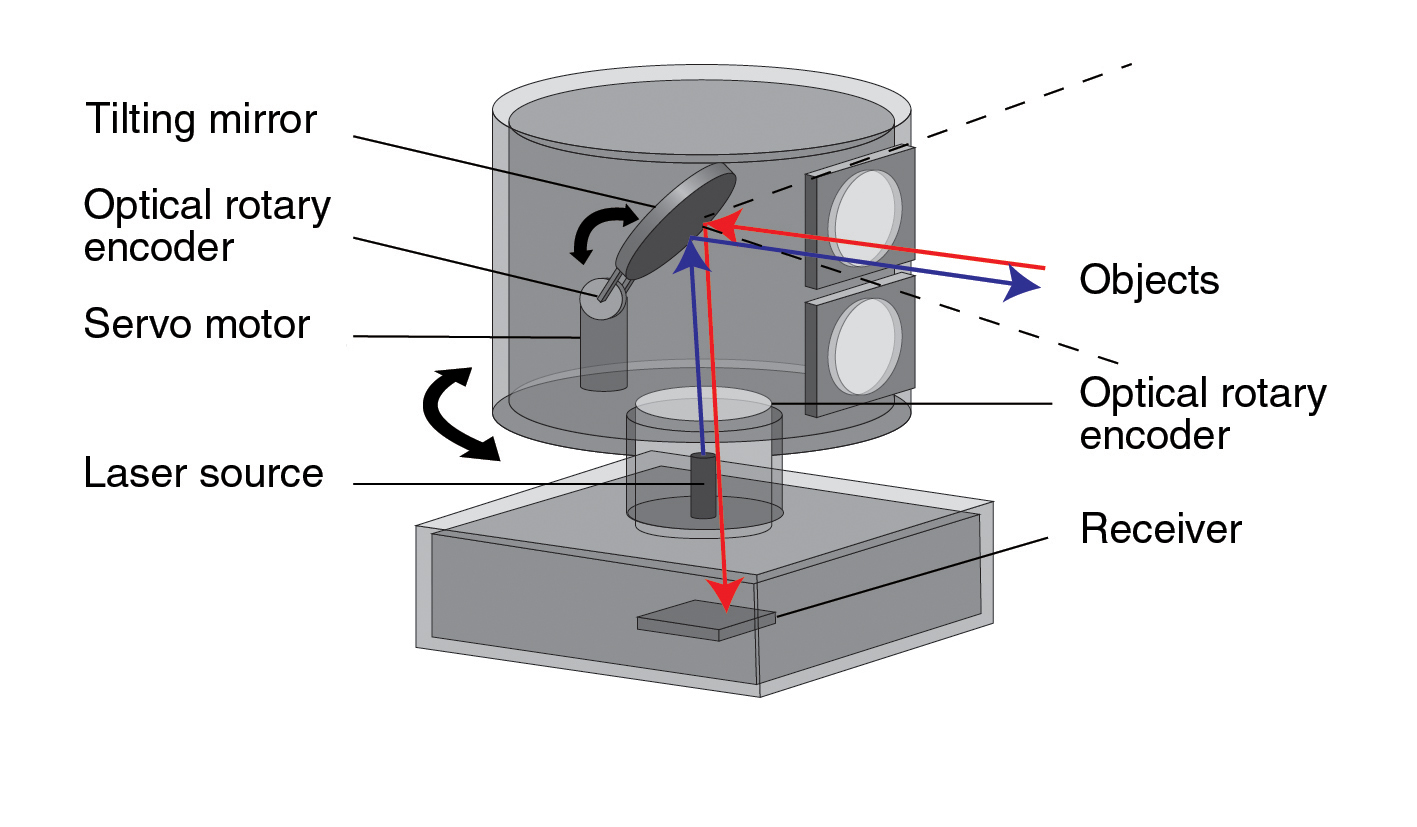 Tilting mirror
Optical rotary
encoder
Servo motor
Laser source
Objects
Optical rotary
encoder
Receiver